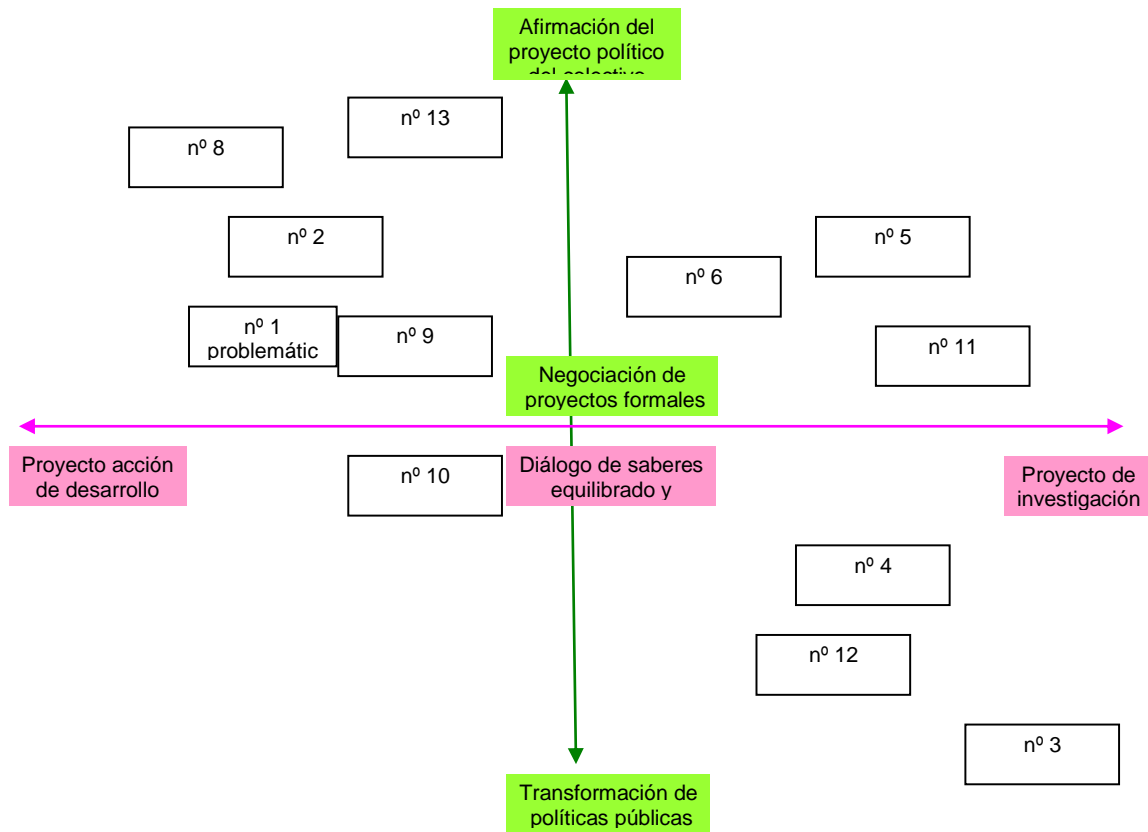 Afirmación del
proyecto político
del colectivo
nº 13
nº 8
nº 2
nº 5
nº 6
nº 1
problemátic
nº 9
nº 11
Negociación de
proyectos formales
Proyecto acción
de desarrollo
nº 10
Diálogo de saberes
equilibrado y
Proyecto de
investigación
nº 4
nº 12
nº 3
Transformación de
políticas públicas